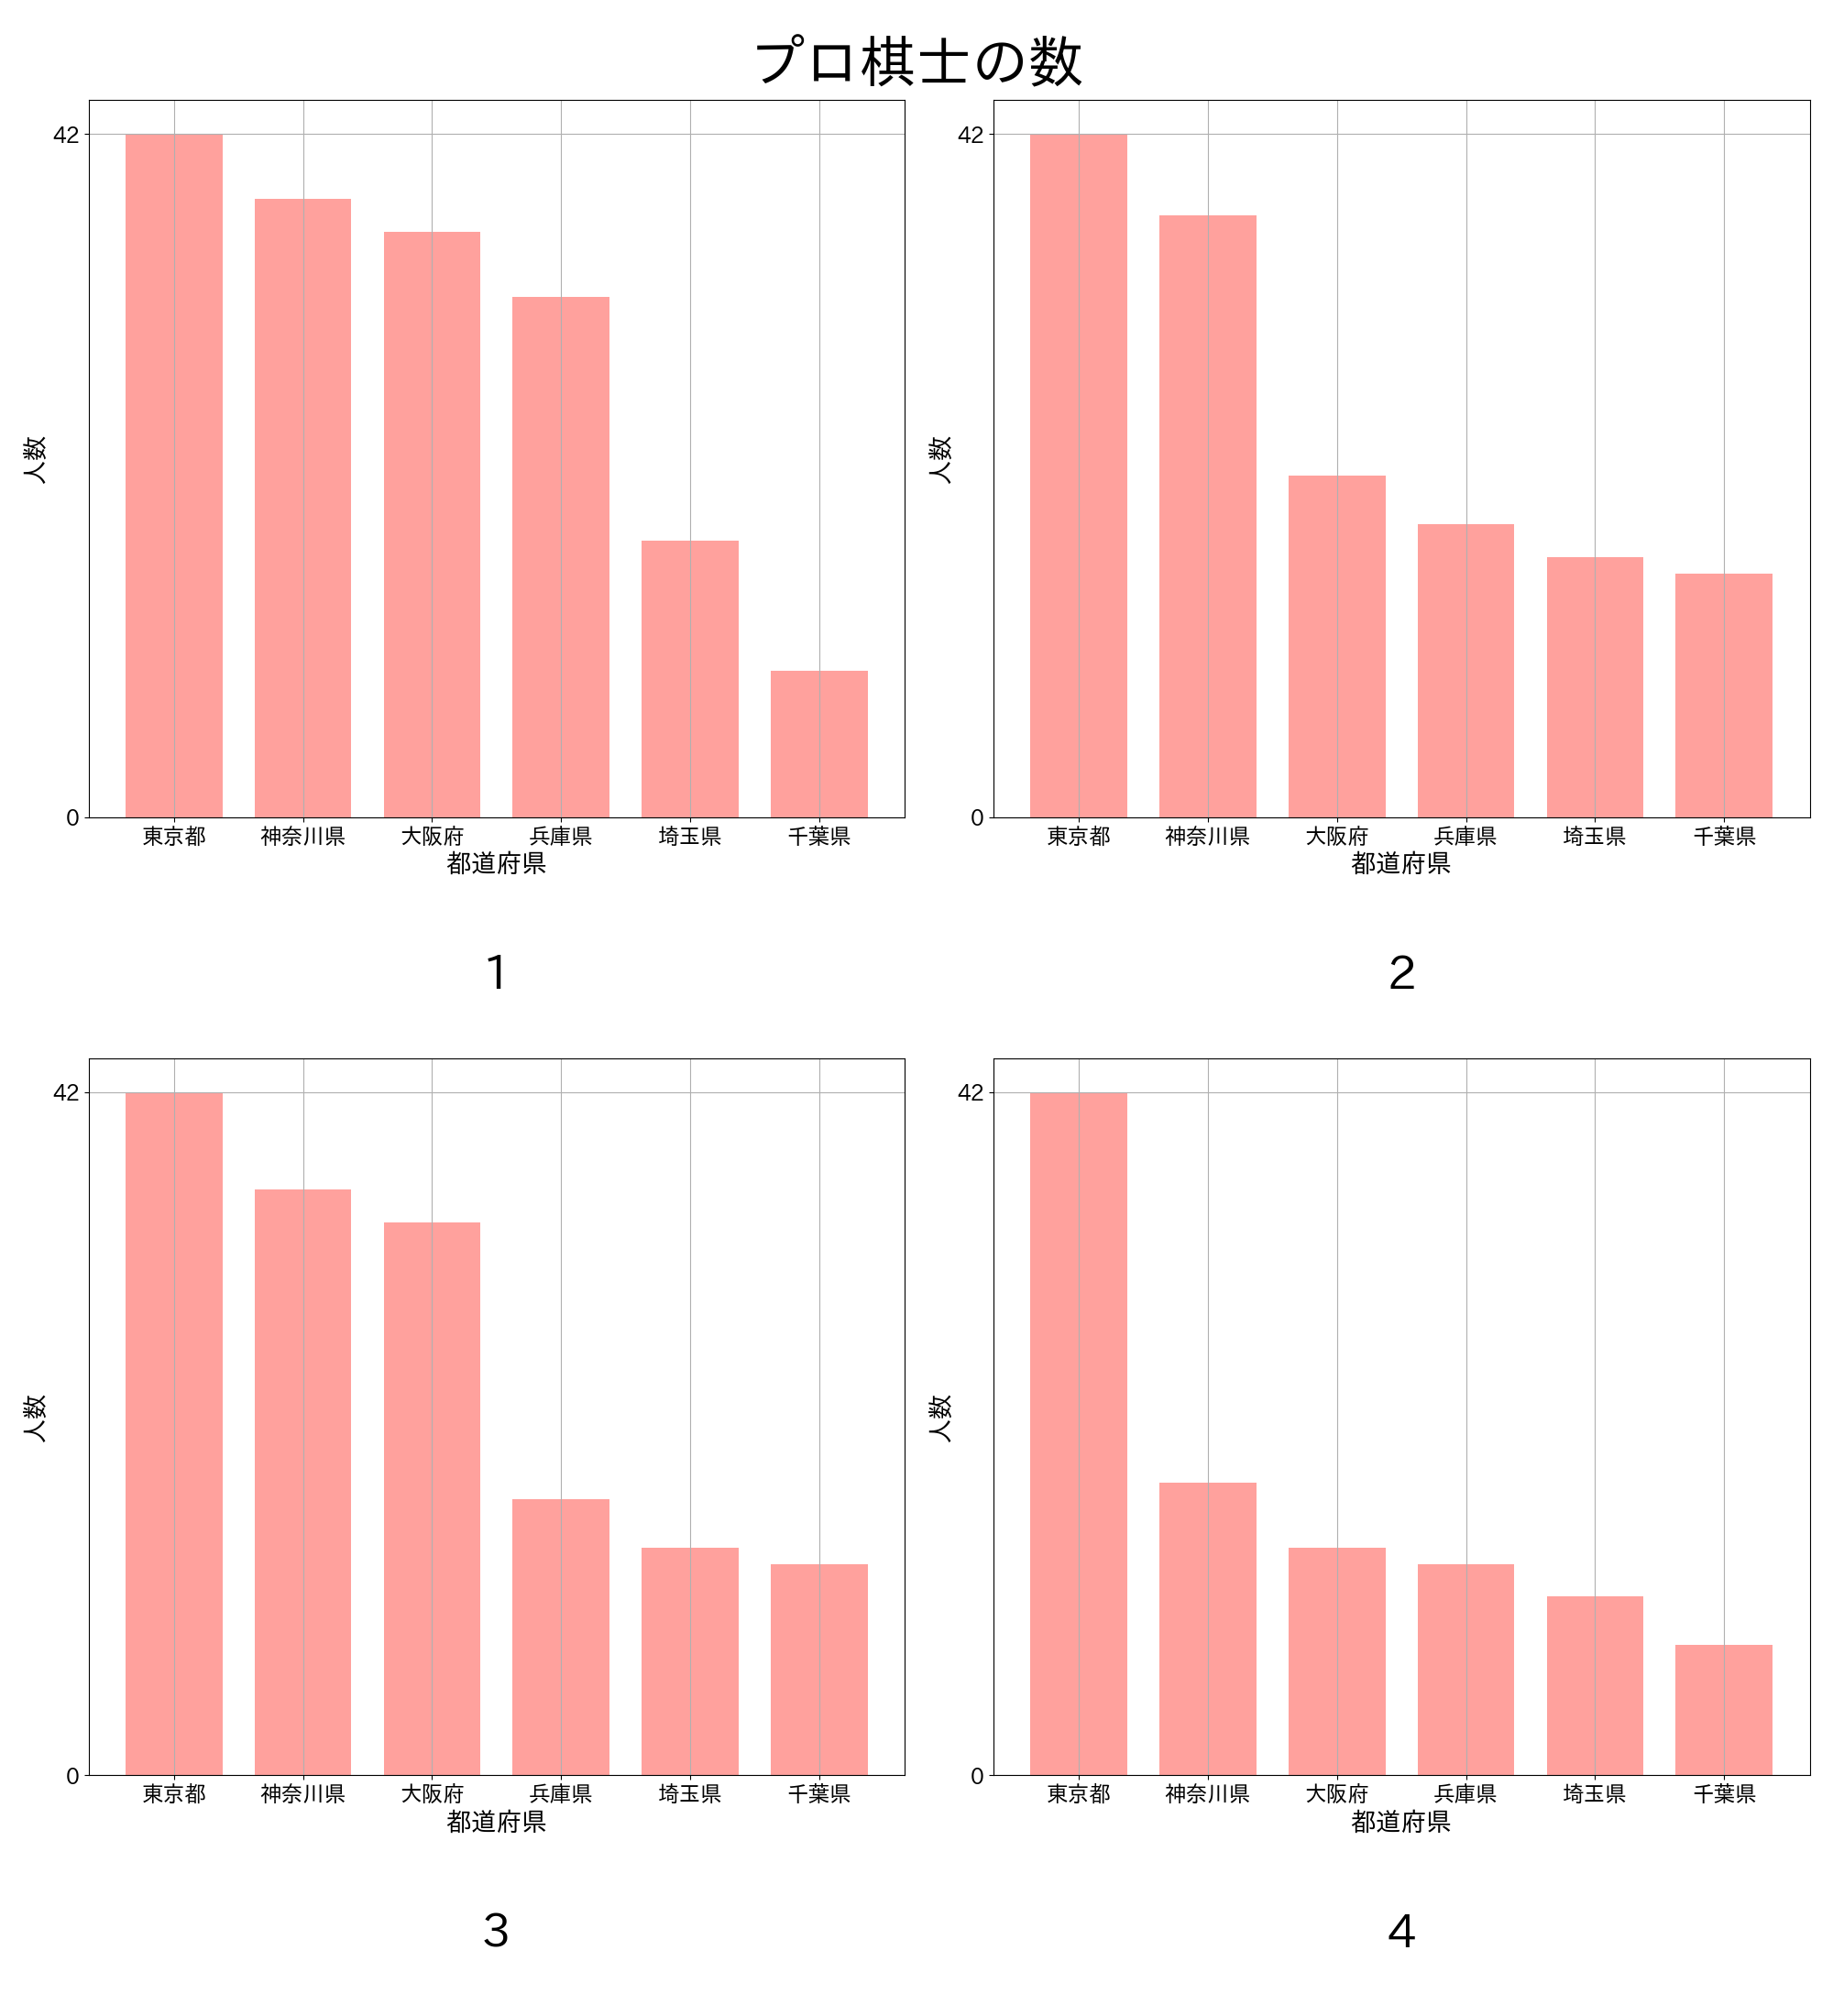 プロ棋士の数
42
0
人数
東京都 神奈川県 大阪府 兵庫県 埼玉県 千葉県
都道府県
1
42
0
人数
東京都 神奈川県 大阪府 兵庫県 埼玉県 千葉県
都道府県
2
42
0
人数
東京都 神奈川県 大阪府 兵庫県 埼玉県 千葉県
都道府県
3
42
0
人数
東京都 神奈川県 大阪府 兵庫県 埼玉県 千葉県
都道府県
4